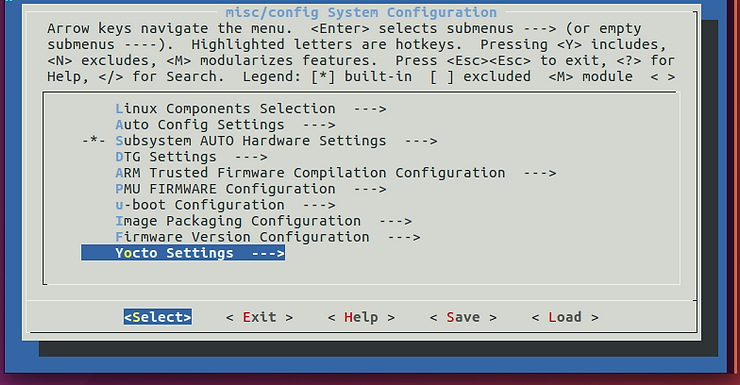 misc/config System Configuration
Arrow keys navigate the menu.  <Enter> selects submenus ---> (or empty
submenus ----).  Highlighted letters are hotkeys.  Pressing <Y> includes,
<N> excludes, <M> modularizes features.  Press <Esc><Esc> to exit, <?> for
Help, </> for Search.  Legend: [*] built-in  [ ] excluded  <M> module  < >
Linux Components Selection  --->
Auto Config Settings  --->
-*- Subsystem AUTO Hardware Settings  --->
DTG Settings  --->
ARM Trusted Firmware Compilation Configuration  --->
PMU FIRMWARE Configuration  --->
u-boot Configuration  --->
Image Packaging Configuration  --->
Firmware Version Configuration  --->
Yocto Settings  --->
<Select>    < Exit >    < Help >    < Save >    < Load >